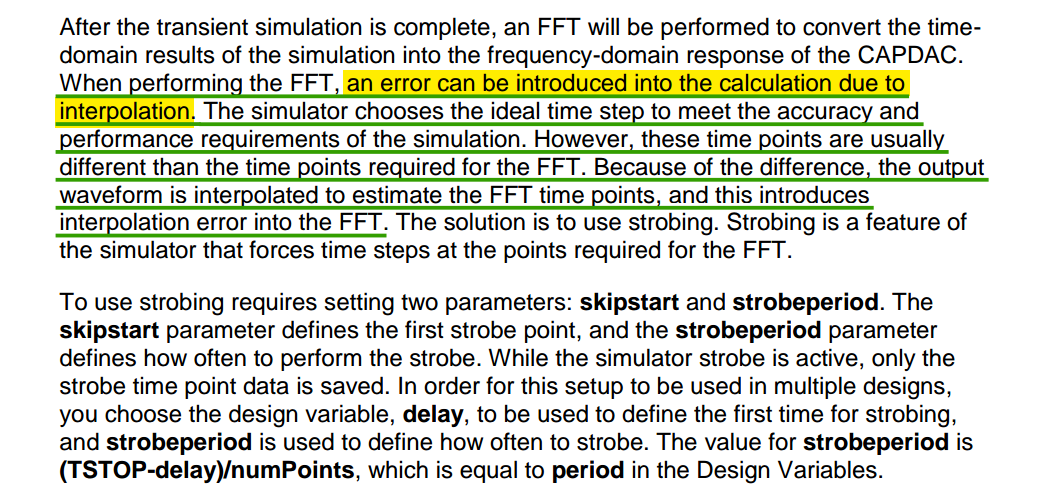 After the transient simulation is complete, an FFT will be performed to convert the time-
domain results of the simulation into the frequency-domain response of the CAPDAC.
When performing the FFT, an error can be introduced into the calculation due to
interpolation. The simulator chooses the ideal time step to meet the accuracy and
performance requirements of the simulation. However, these time points are usually
different than the time points required for the FFT. Because of the difference, the output
waveform is interpolated to estimate the FFT time points, and this introduces
interpolation error into the FFT. The solution is to use strobing. Strobing is a feature of
the simulator that forces time steps at the points required for the FFT.
To use strobing requires setting two parameters: skipstart and strobeperiod. The
skipstart parameter defines the first strobe point, and the strobeperiod parameter
defines how often to perform the strobe. While the simulator strobe is active, only the
strobe time point data is saved. In order for this setup to be used in multiple designs,
you choose the design variable, delay, to be used to define the first time for strobing,
and strobeperiod is used to define how often to strobe. The value for strobeperiod is
(TSTOP-delay)/numPoints, which is equal to period in the Design Variables.